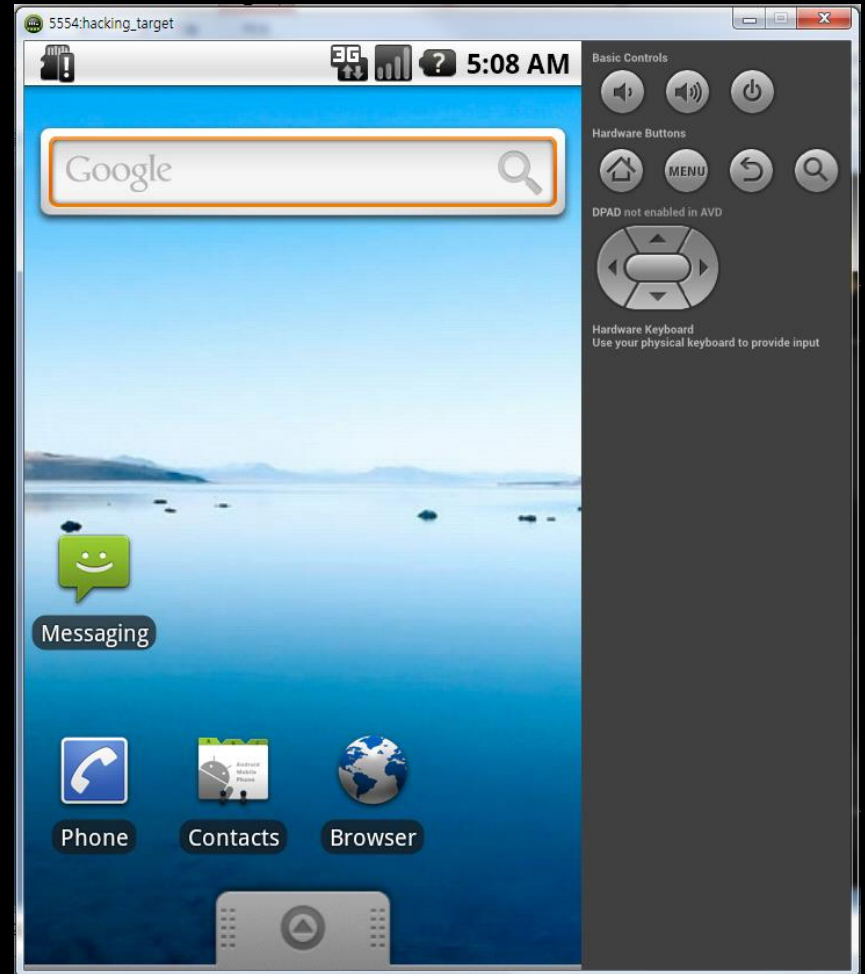 5554:hacking_target
3G 5:08 AM
Google
Messaging
Phone
Contacts
Browser
Basic Controls
Hardware Buttons
MENU
DPAD not enabled in AVD
Hardware Keyboard
Use your physical keyboard to provide input